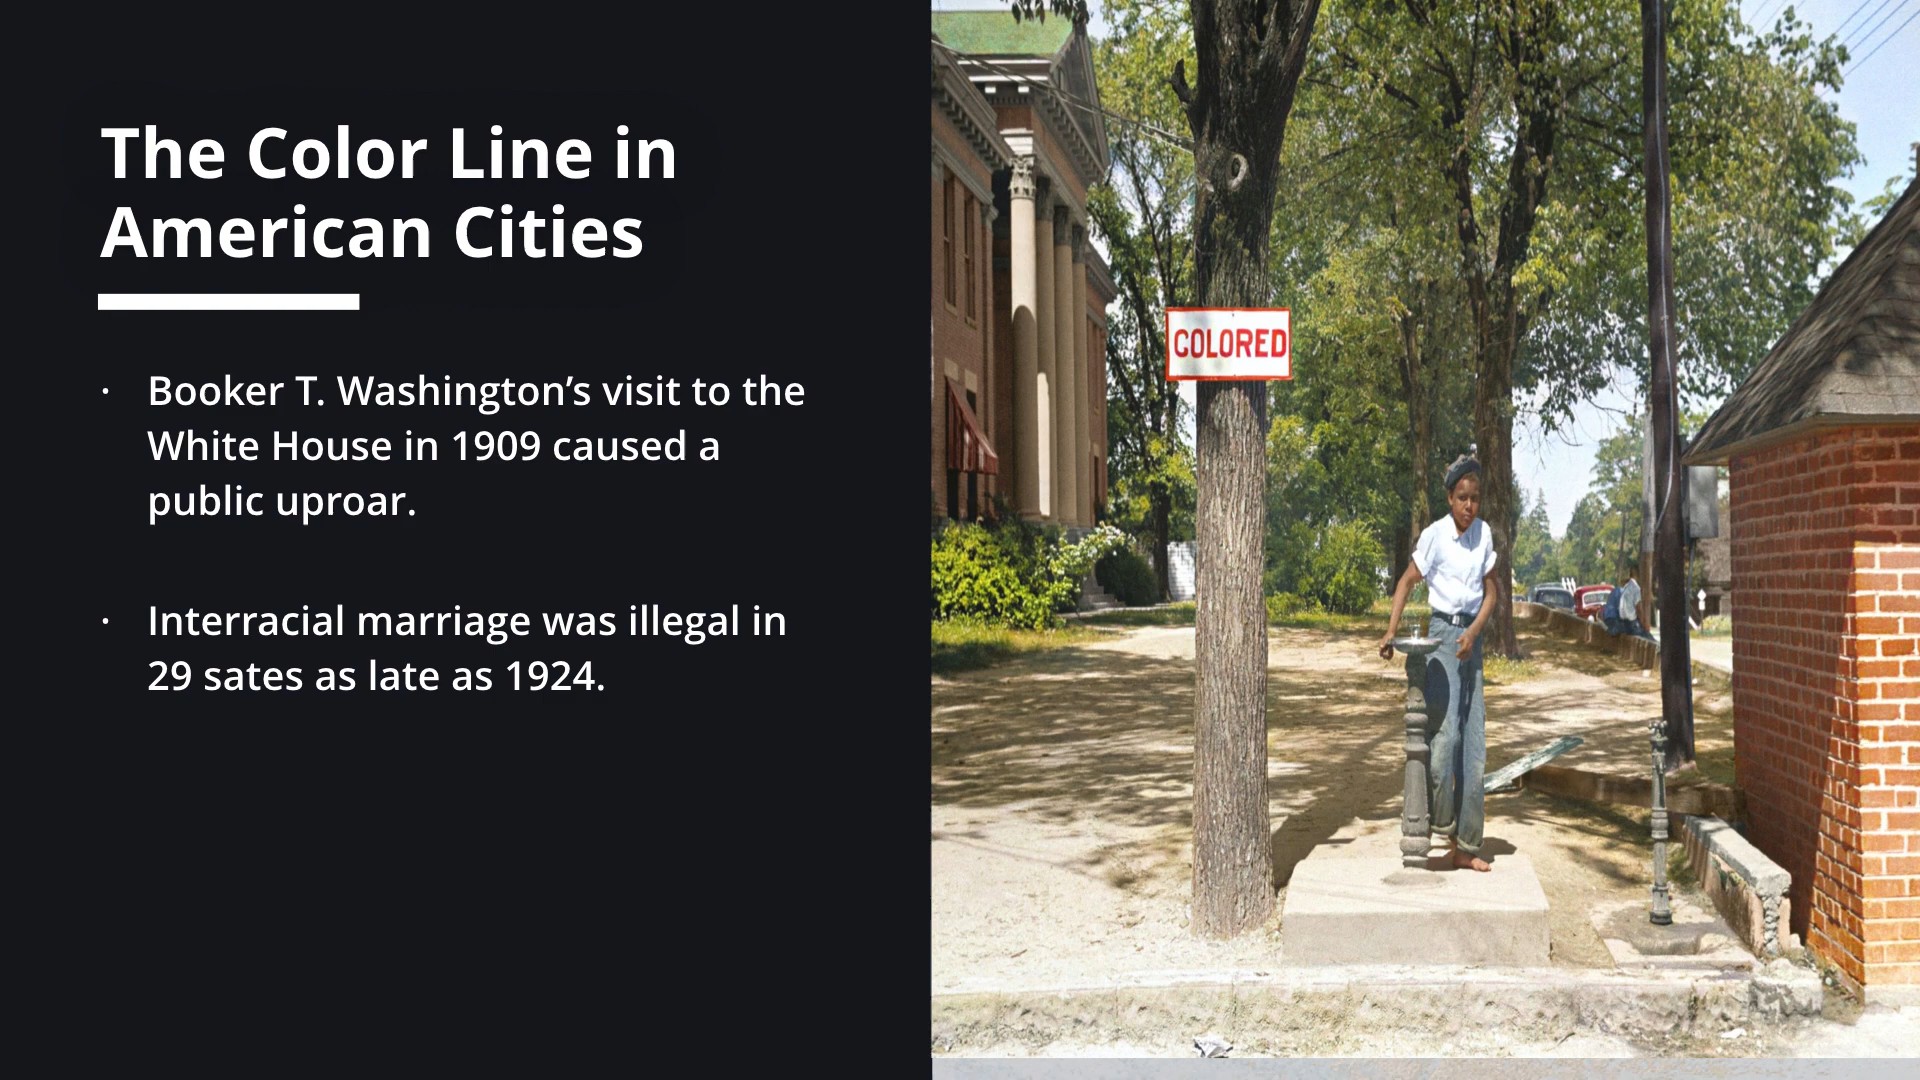 The Color Line in
American Cities
· Booker T. Washington’s visit to the
White House in 1909 caused a
public uproar.
· Interracial marriage was illegal in
29 sates as late as 1924.
COLORED